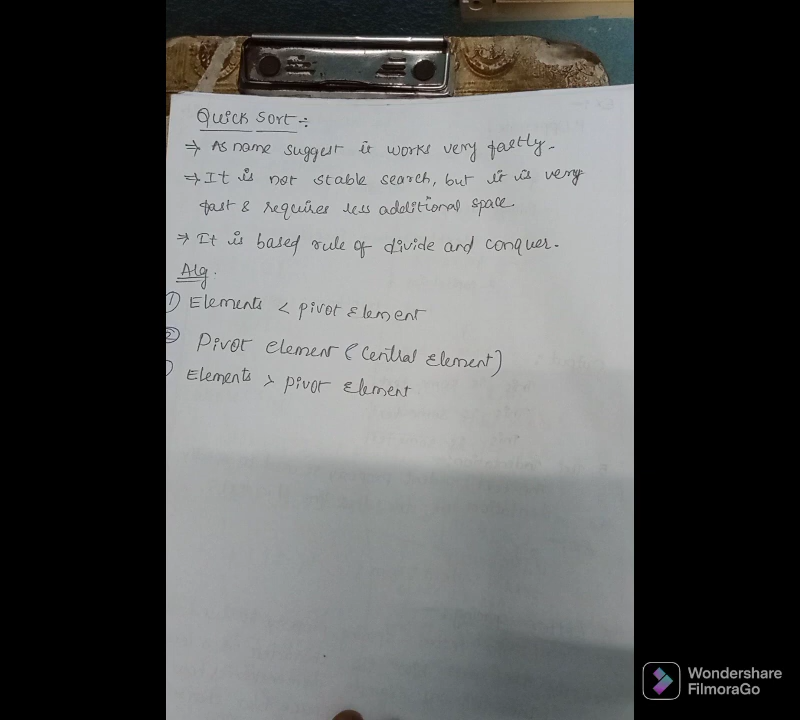 Quick Sort :-
⇒ As name suggest it works very fastly.
⇒ It is not stable search, but it is very
fast & requires less additional space.
⇒ It is based rule of divide and conquer.
Alg.
① Elements < pivot Element
② Pivot element (Central Element)
Elements > pivot Element
Wondershare
FilmoraGo